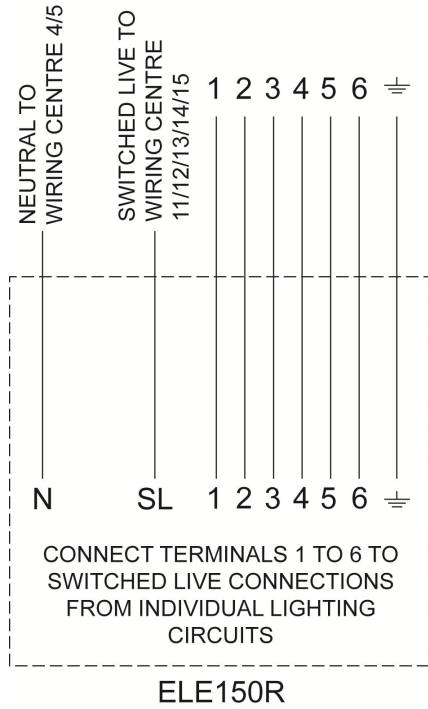 NEUTRAL TO
WIRING CENTRE 4/5
SWITCHED LIVE TO
WIRING CENTRE
11/12/13/14/15
1 2 3 4 5 6
N SL 1 2 3 4 5 6
CONNECT TERMINALS 1 TO 6 TO
SWITCHED LIVE CONNECTIONS
FROM INDIVIDUAL LIGHTING
CIRCUITS
ELE150R